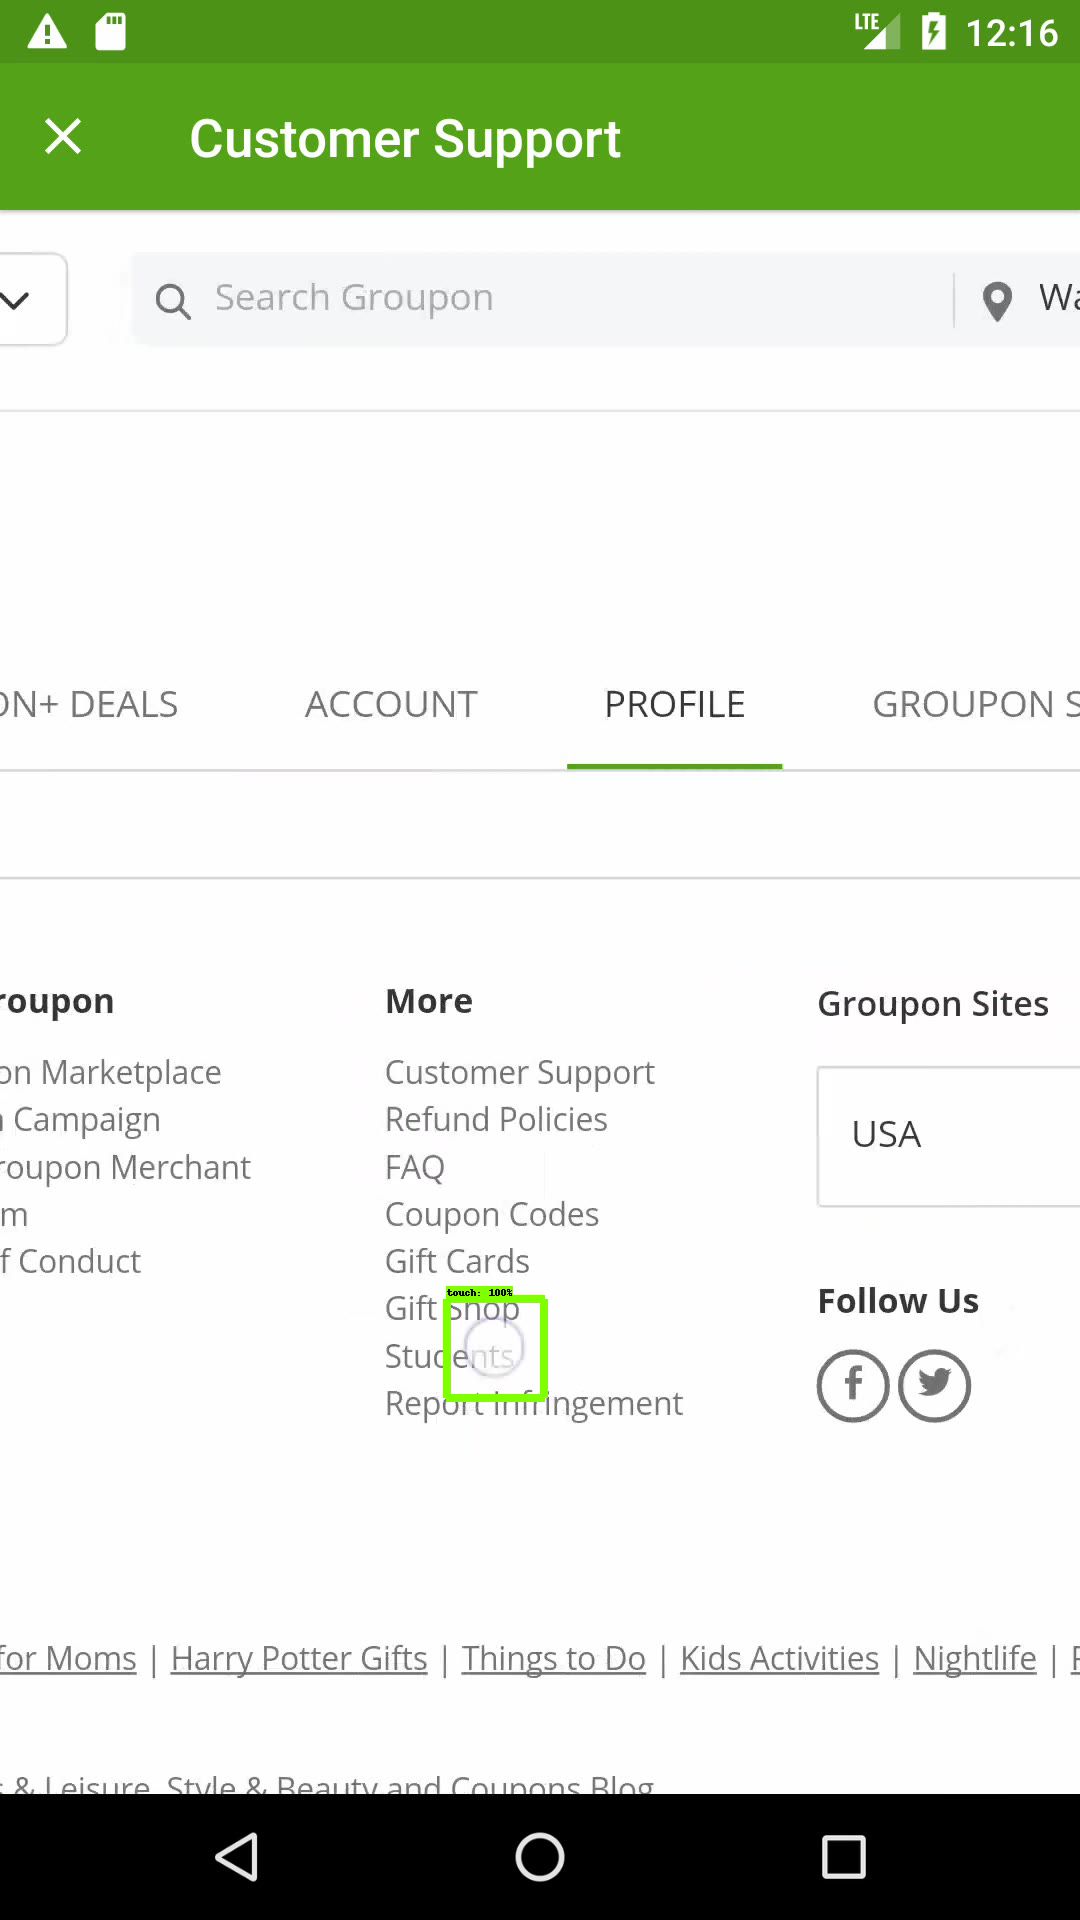 LTE 12:16
Customer Support
Search Groupon Wa
ON+ DEALS ACCOUNT PROFILE GROUPON S
roupon
on Marketplace
n Campaign
roupon Merchant
m
f Conduct
More
Customer Support
Refund Policies
FAQ
Coupon Codes
Gift Cards
touch: 100%
Gift Shop
Students
Report Infringement
Groupon Sites
USA
Follow Us
for Moms | Harry Potter Gifts | Things to Do | Kids Activities | Nightlife |
& Leisure, Style & Beauty and Coupons Blog